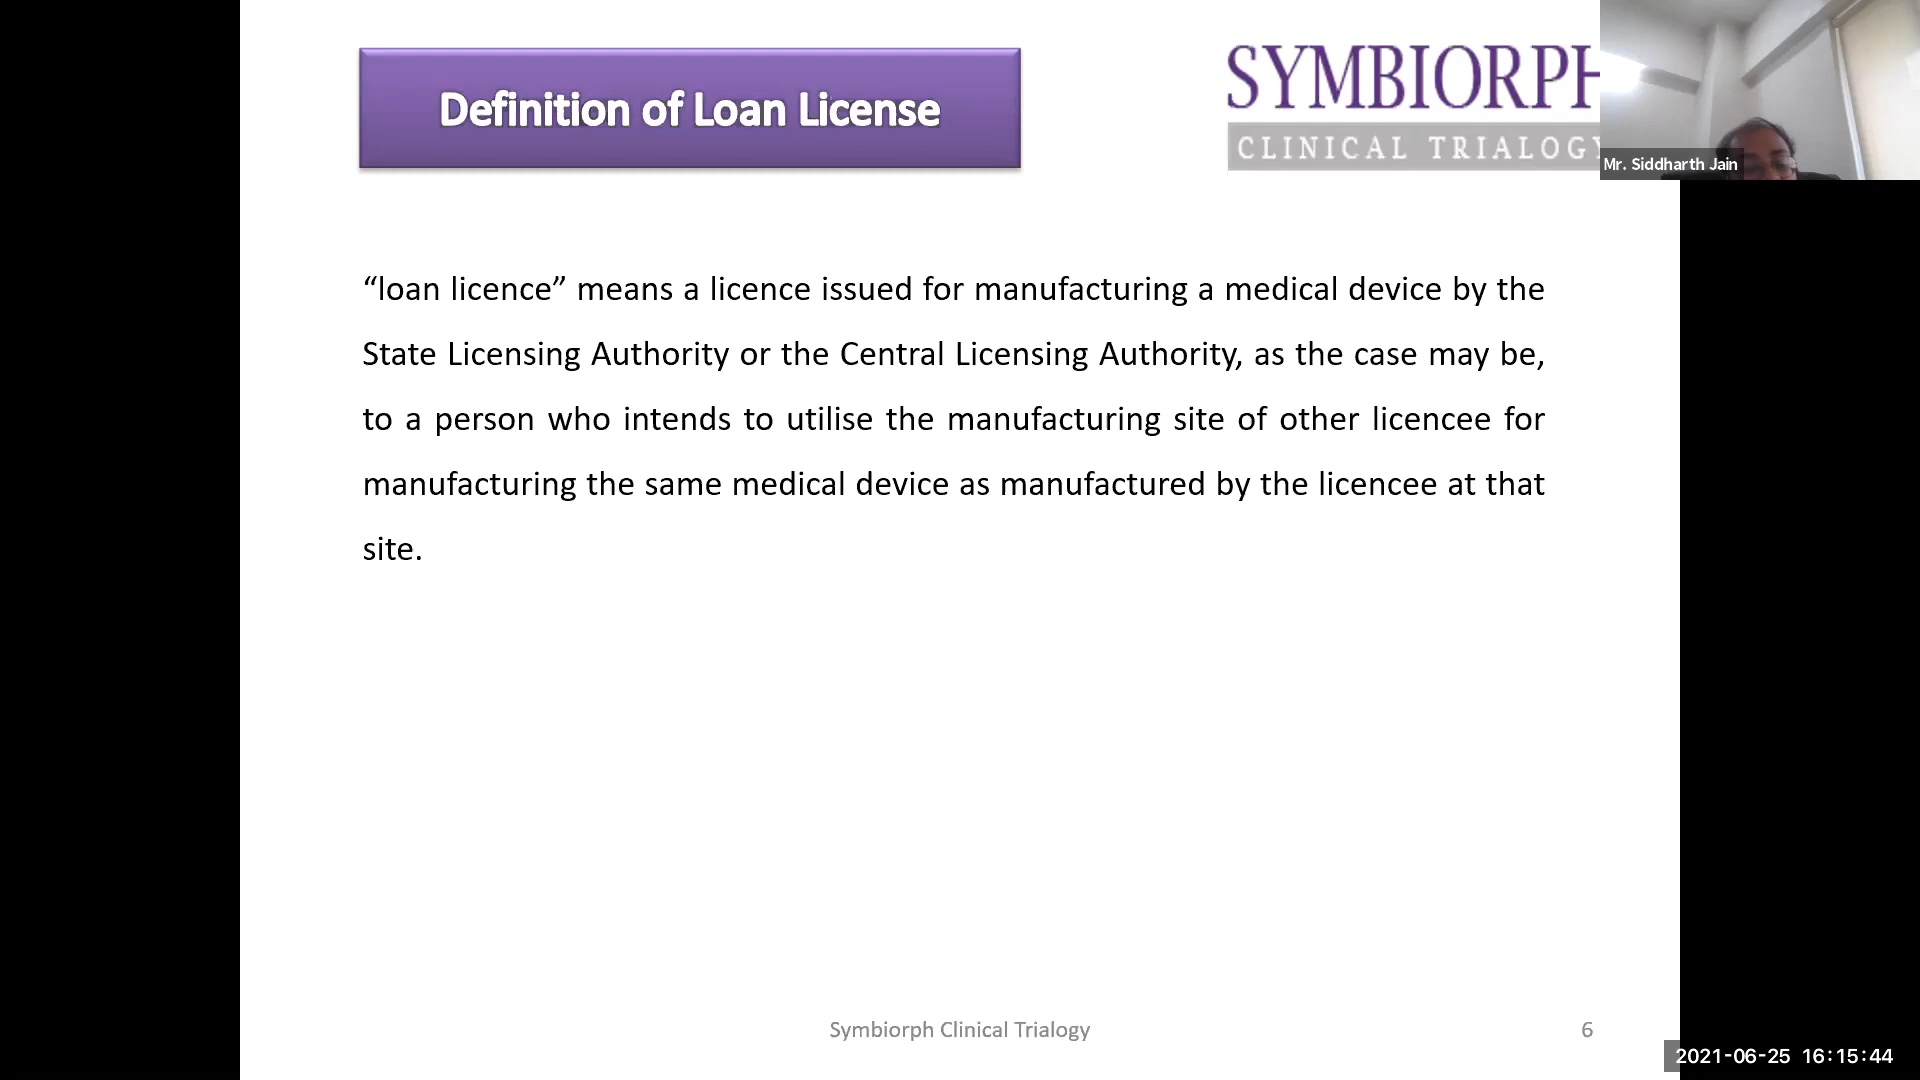 Definition of Loan License
SYMBIORPH
CLINICAL TRIALOGY
Mr. Siddharth Jain
“loan licence” means a licence issued for manufacturing a medical device by the
State Licensing Authority or the Central Licensing Authority, as the case may be,
to a person who intends to utilise the manufacturing site of other licencee for
manufacturing the same medical device as manufactured by the licencee at that
site.
Symbiorph Clinical Trialogy
6
2021-06-25 16:15:44